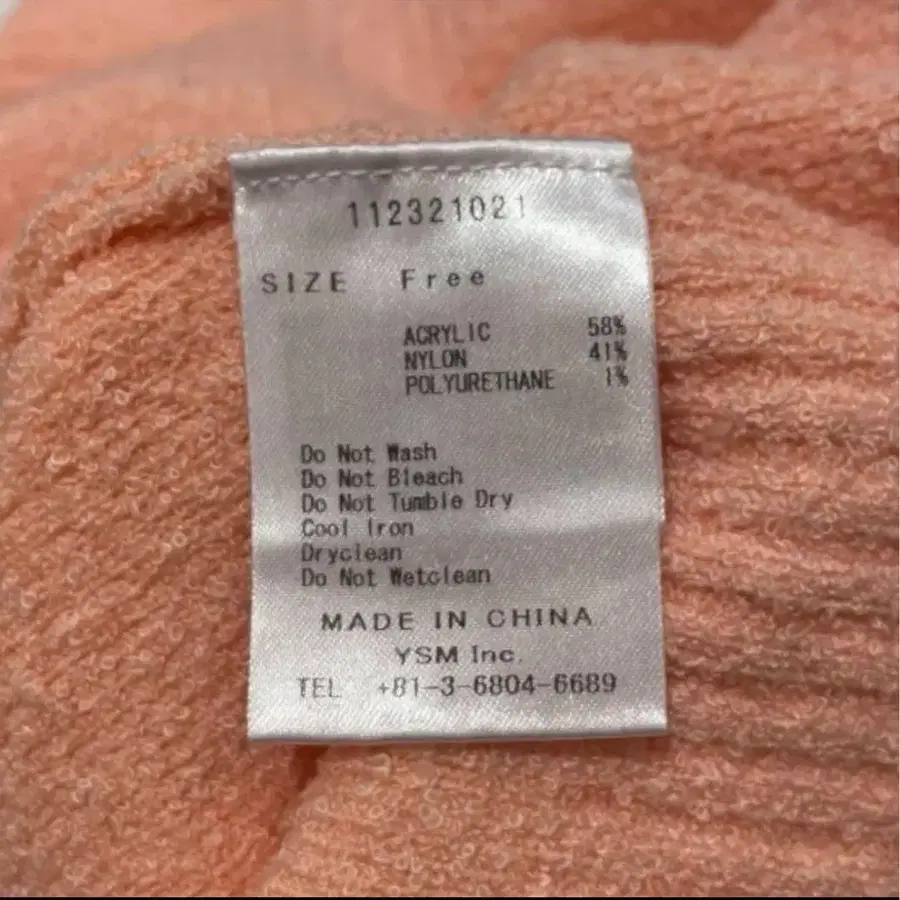 112321021
SIZE Free
ACRYLIC 58%
NYLON 41%
POLYURETHANE 1%
Do Not Wash
Do Not Bleach
Do Not Tumble Dry
Cool Iron
Dryclean
Do Not Wetclean
MADE IN CHINA
YSM Inc.
TEL +81-3-6804-6689